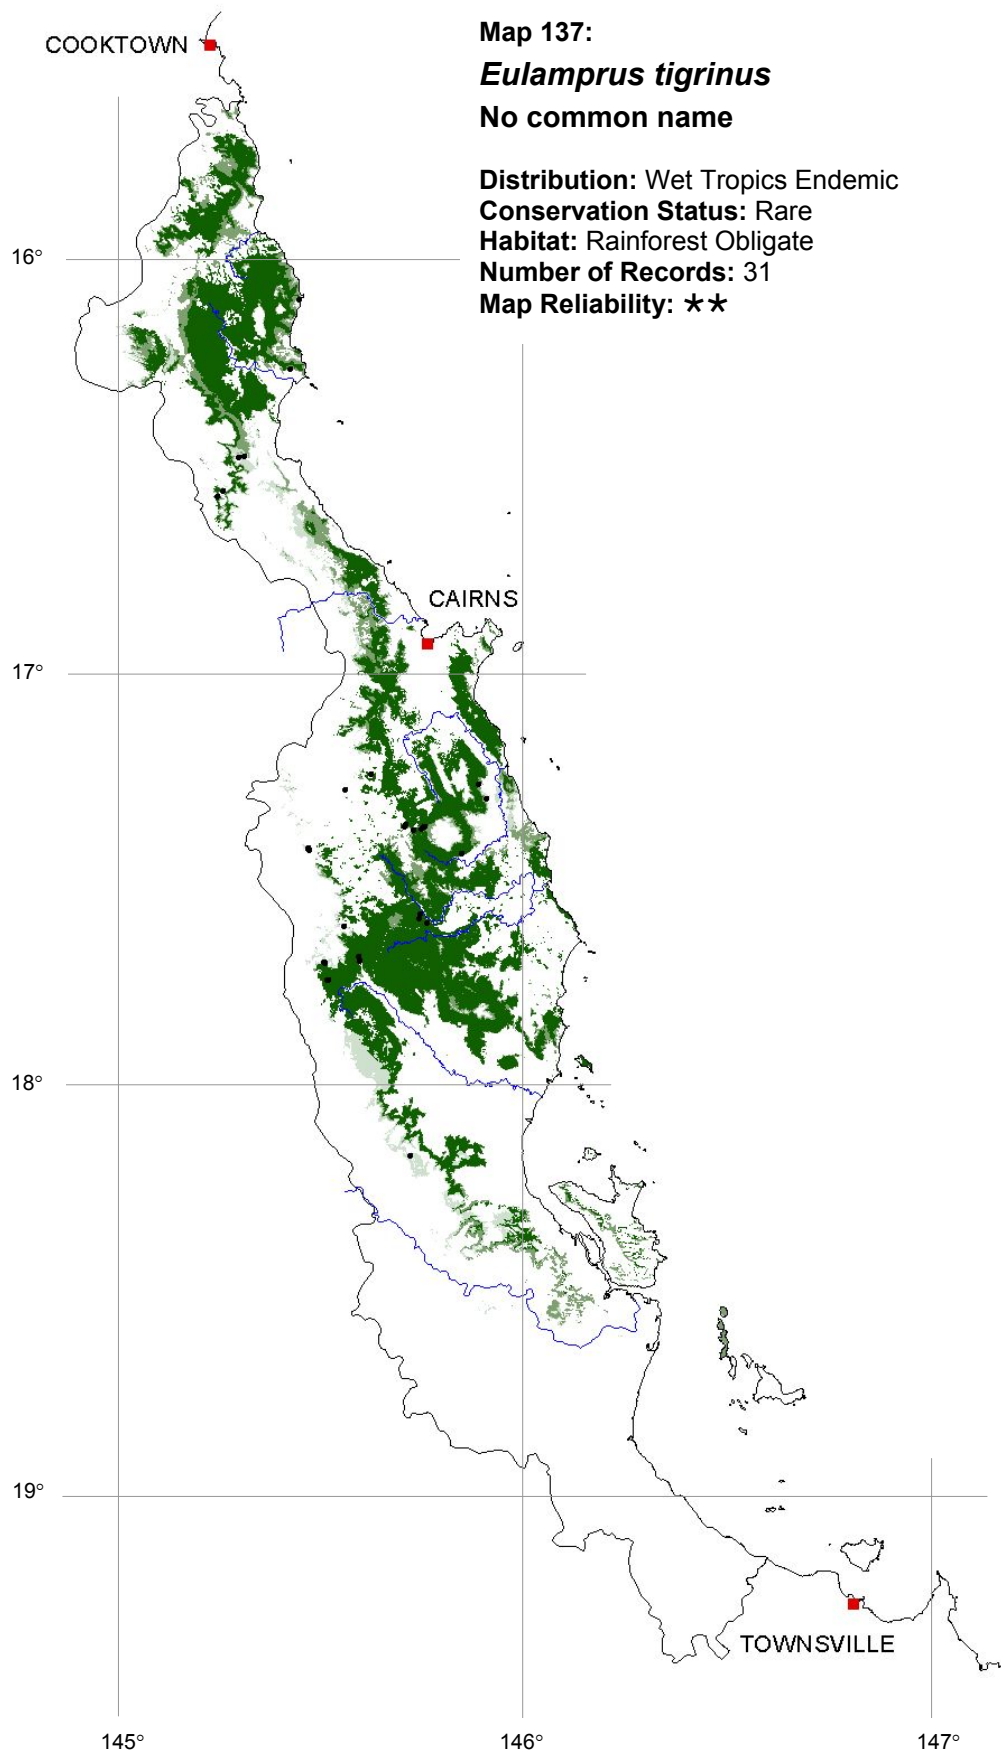 COOKTOWN
Map 137:
Eulamprus tigrinus
No common name
Distribution: Wet Tropics Endemic
Conservation Status: Rare
Habitat: Rainforest Obligate
Number of Records: 31
Map Reliability: **
16°
CAIRNS
17°
18°
19°
TOWNSVILLE
145° 146° 147°